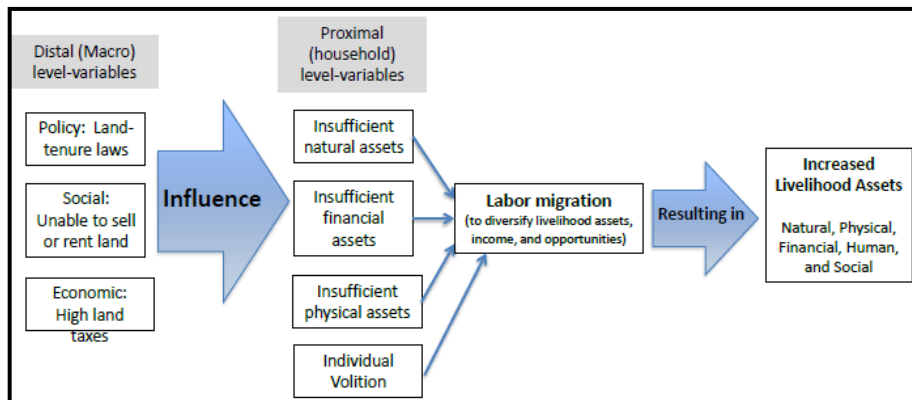 Distal (Macro)
level-variables
Policy: Land-
tenure laws
Social:
Unable to sell
or rent land
Economic:
High land
taxes
Influence
Proximal
(household)
level-variables
Insufficient
natural assets
Insufficient
financial
assets
Insufficient
physical assets
Individual
Volition
Labor migration
(to diversify livelihood assets,
income, and opportunities)
Resulting in
Increased
Livelihood Assets
Natural, Physical,
Financial, Human,
and Social